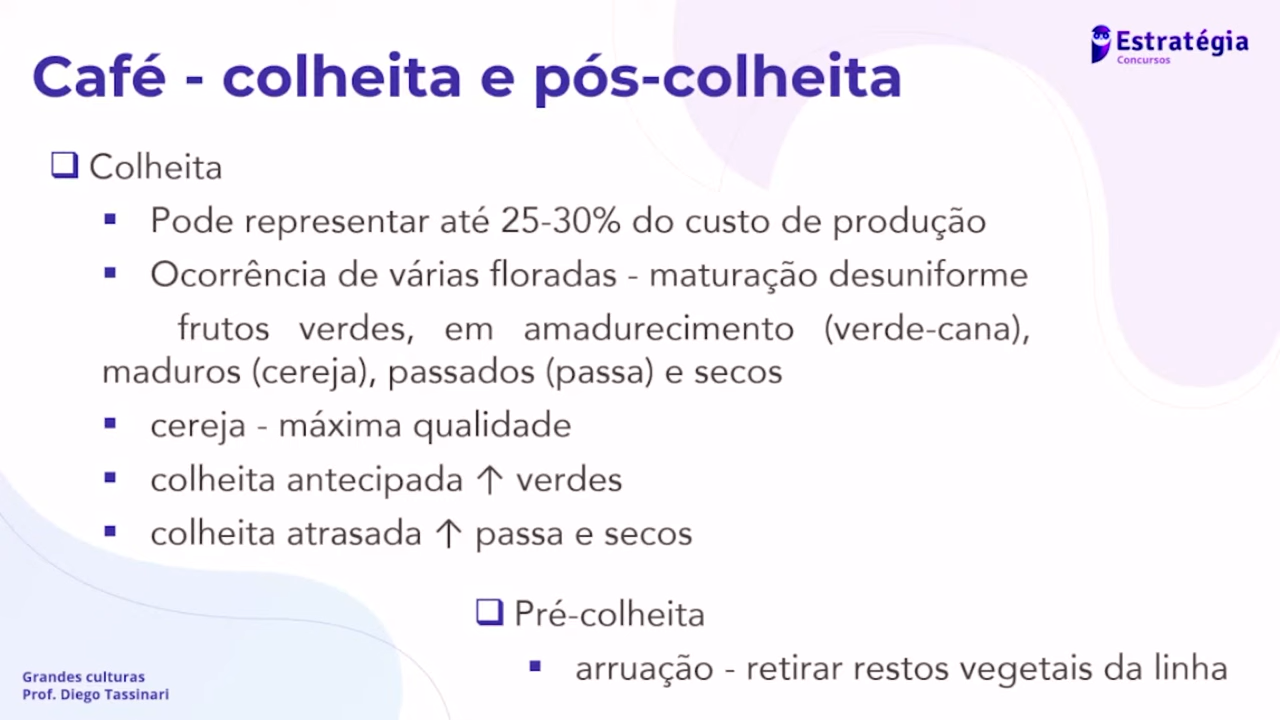 Estratégia
Concursos
Café - colheita e pós-colheita
❑ Colheita
▪ Pode representar até 25-30% do custo de produção
▪ Ocorrência de várias floradas - maturação desuniforme
frutos verdes, em amadurecimento (verde-cana),
maduros (cereja), passados (passa) e secos
▪ cereja - máxima qualidade
▪ colheita antecipada ↑ verdes
▪ colheita atrasada ↑ passa e secos
❑ Pré-colheita
▪ arruação - retirar restos vegetais da linha
Grandes culturas
Prof. Diego Tassinari